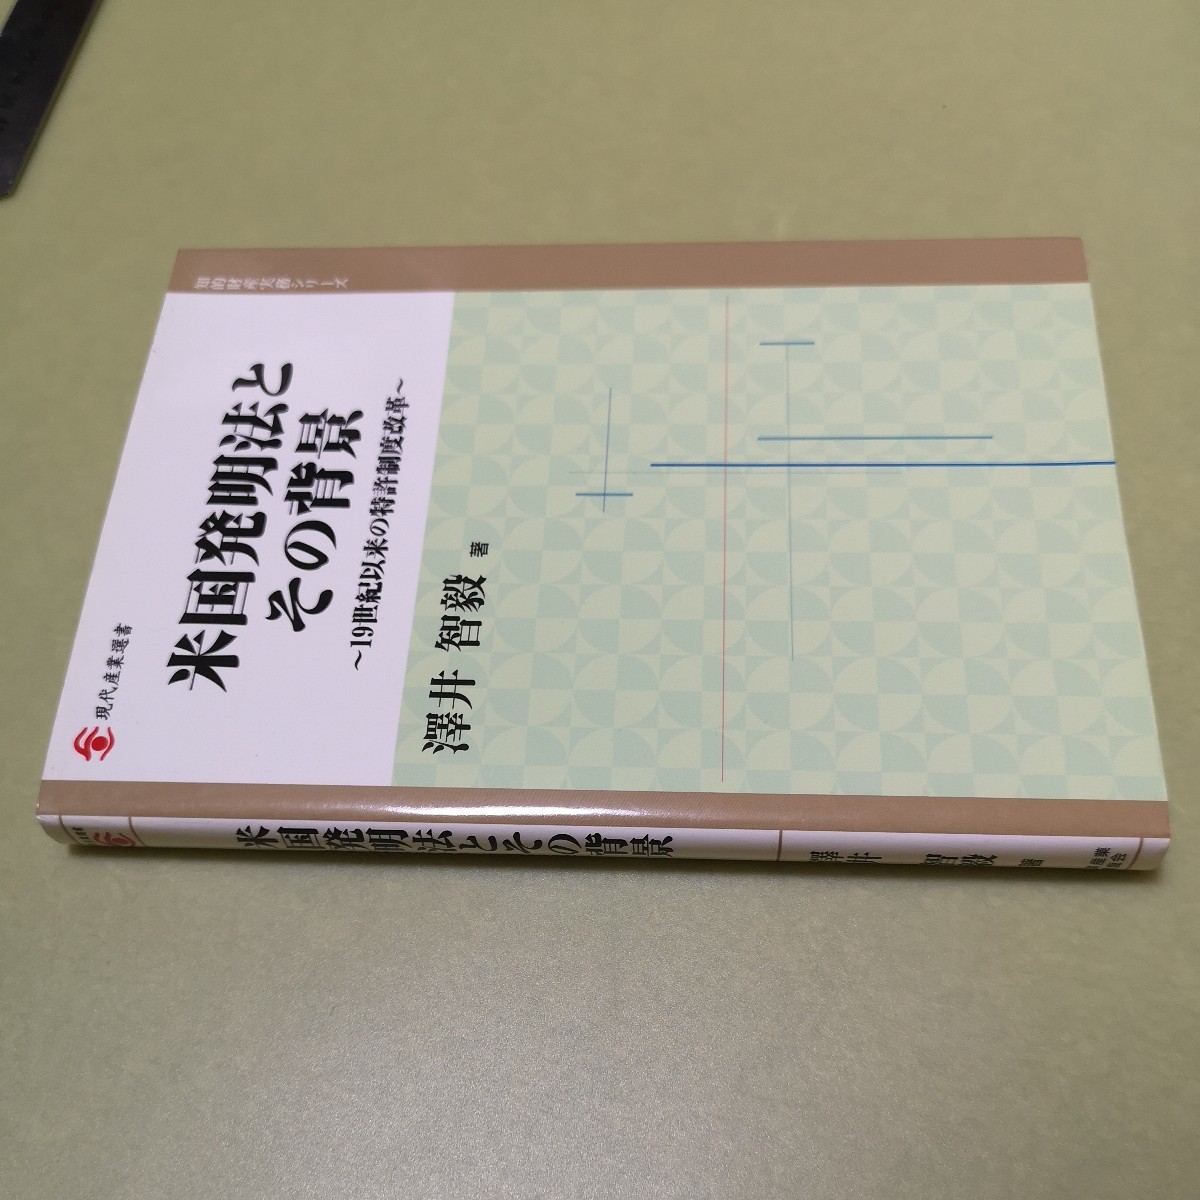 現代産業選書
知的財産実務シリーズ
米国発明法と
その背景
～19世紀以来の特許制度改革～
澤井 智毅 著
米国発明法とその背景
澤井 智毅 著